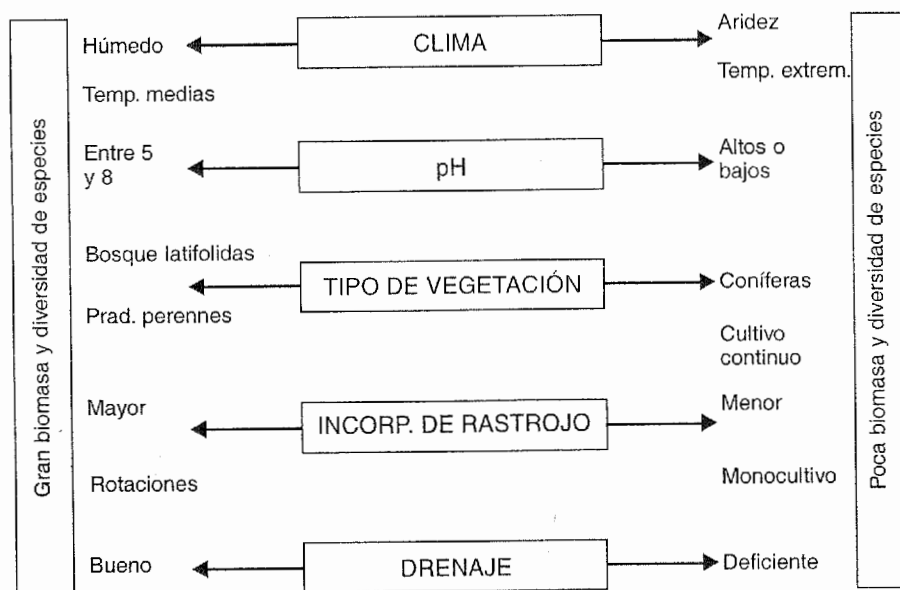 Gran biomasa y diversidad de especies
Húmedo
CLIMA
Aridez
Temp. medias
Temp. extrem.
Entre 5
y 8
pH
Altos o
bajos
Bosque latifolidas
TIPO DE VEGETACIÓN
Coníferas
Prad. perennes
Cultivo
continuo
Mayor
INCORP. DE RASTROJO
Menor
Rotaciones
Monocultivo
Bueno
DRENAJE
Deficiente
Poca biomasa y diversidad de especies